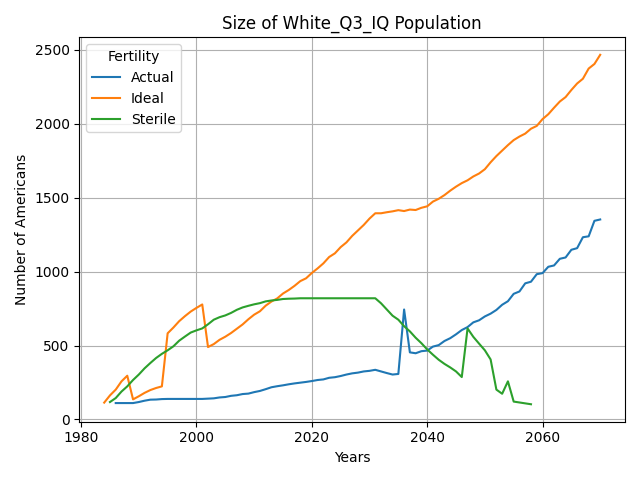 Size of White_Q3_IQ Population
Fertility
Actual
Ideal
Sterile
Number of Americans
2500
2000
1500
1000
500
0
1980
2000
2020
2040
2060
Years